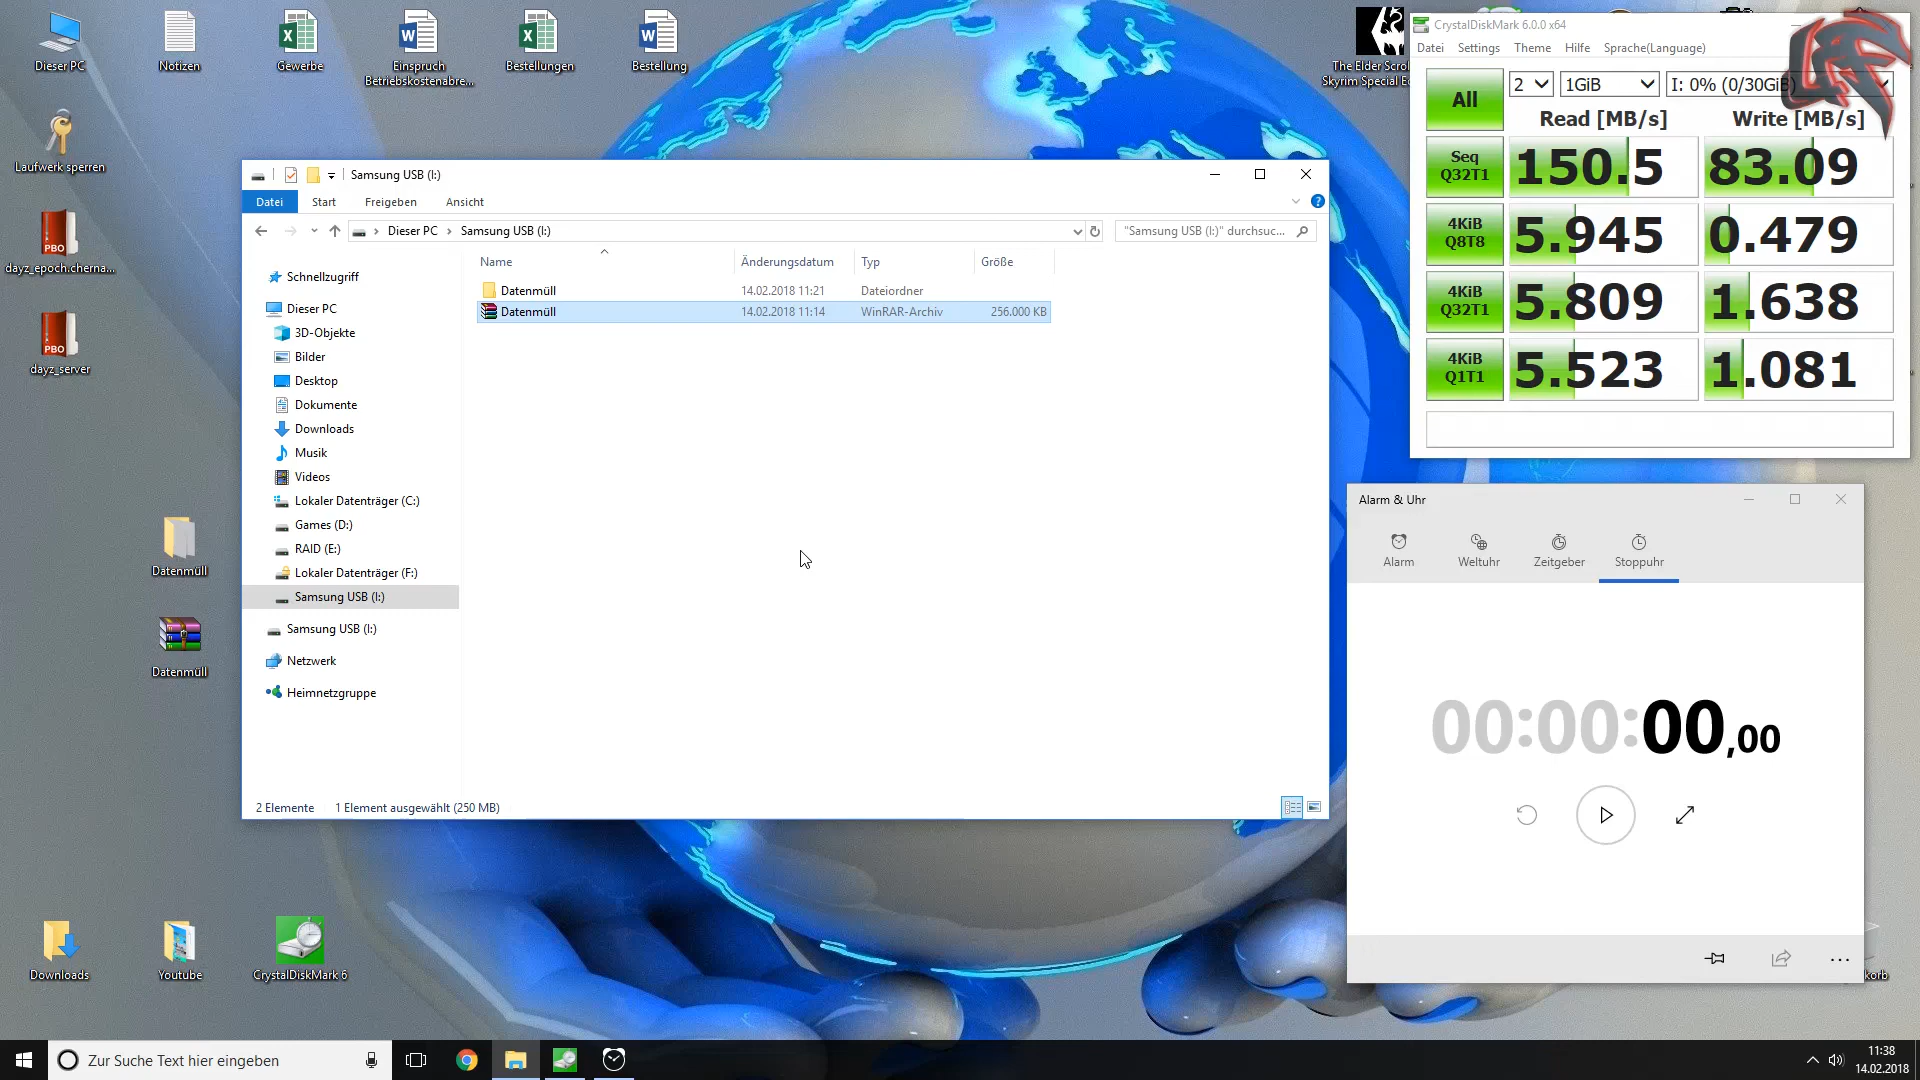 Dieser PC
Notizen
Gewerbe
Einspruch
Betriebskostenabre...
Bestellungen
Bestellung
The Elder Scrol
Skyrim Special E
Laufwerk sperren
PBO
dayz_epoch.cherna...
PBO
dayz_server
Datenmüll
Datenmüll
Downloads
Youtube
CrystalDiskMark 6
Samsung USB (I:)
Datei
Start
Freigeben
Ansicht
Dieser PC
Samsung USB (I:)
"Samsung USB (I:)" durchsuc...
Name
Änderungsdatum
Typ
Größe
Datenmüll
14.02.2018 11:21
Dateiordner
Datenmüll
14.02.2018 11:14
WinRAR-Archiv
256.000 KB
Schnellzugriff
Dieser PC
3D-Objekte
Bilder
Desktop
Dokumente
Downloads
Musik
Videos
Lokaler Datenträger (C:)
Games (D:)
RAID (E:)
Lokaler Datenträger (F:)
Samsung USB (I:)
Samsung USB (I:)
Netzwerk
Heimnetzgruppe
2 Elemente
1 Element ausgewählt (250 MB)
CrystalDiskMark 6.0.0 x64
Datei
Settings
Theme
Hilfe
Sprache(Language)
All
2
1GiB
I: 0% (0/30GiB)
Read [MB/s]
Write [MB/s]
Seq
Q32T1
150.5
83.09
4KiB
Q8T8
5.945
0.479
4KiB
Q32T1
5.809
1.638
4KiB
Q1T1
5.523
1.081
Alarm & Uhr
Alarm
Weltuhr
Zeitgeber
Stoppuhr
00:00:00,00
korb
Zur Suche Text hier eingeben
11:38
14.02.2018